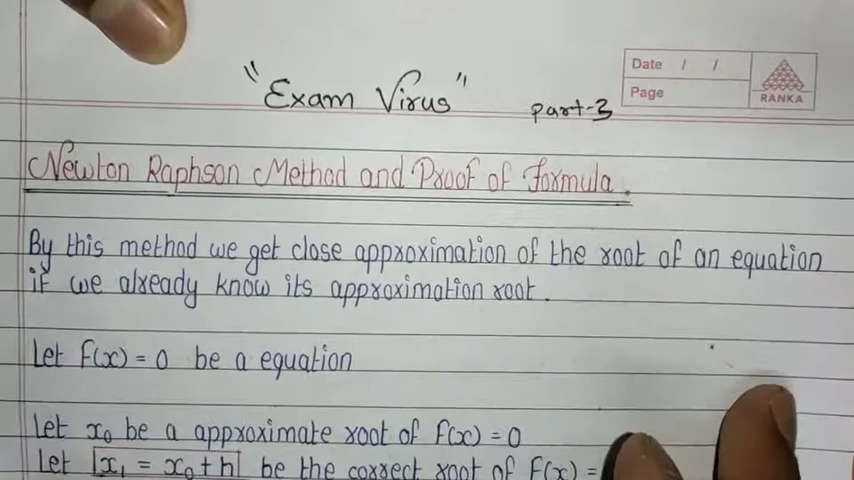 Date / /
Page
RANKA
"Exam Virus"
part-3
Newton Raphson Method and Proof of Formula.
By this method we get close approximation of the root of an equation
if we already know its approximation root.
Let f(x) = 0 be a equation
Let x₀ be a approximate root of f(x) = 0
Let x₁ = x₀ + h be the correct root of f(x) =